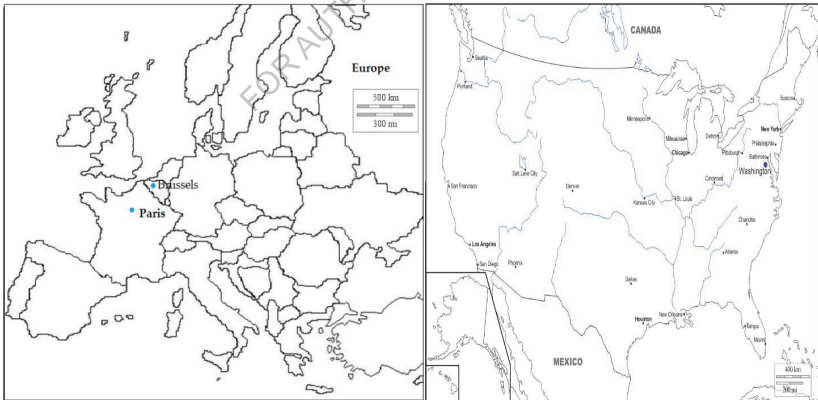 FOR AUTH
Europe
500 km
300 mi
Brussels
Paris
CANADA
Seattle
Portland
Boston
Minneapolis
Milwaukee
Detroit
New York
Chicago
Pittsburgh
Philadelphia
Baltimore
Washington
Salt Lake City
Cincinnati
San Francisco
Denver
Kansas City
St. Louis
Charlotte
Los Angeles
Atlanta
San Diego
Phoenix
Dallas
Houston
New Orleans
Tampa
Miami
MEXICO
400 km
200 mi